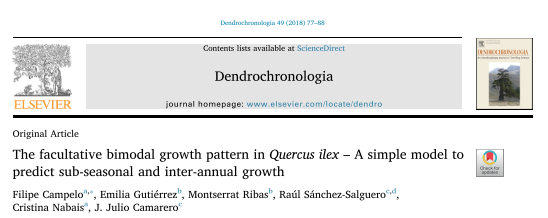 Dendrochronologia 49 (2018) 77–88
Contents lists available at ScienceDirect
Dendrochronologia
journal homepage: www.elsevier.com/locate/dendro
ELSEVIER
DENDROCHRONOLOGIA
Original Article
The facultative bimodal growth pattern in Quercus ilex – A simple model to
predict sub-seasonal and inter-annual growth
Check for
updates
Filipe Campelo a,⁎, Emilia Gutiérrez b, Montserrat Ribas b, Raúl Sánchez-Salguero c,d,
Cristina Nabais a, J. Julio Camarero c